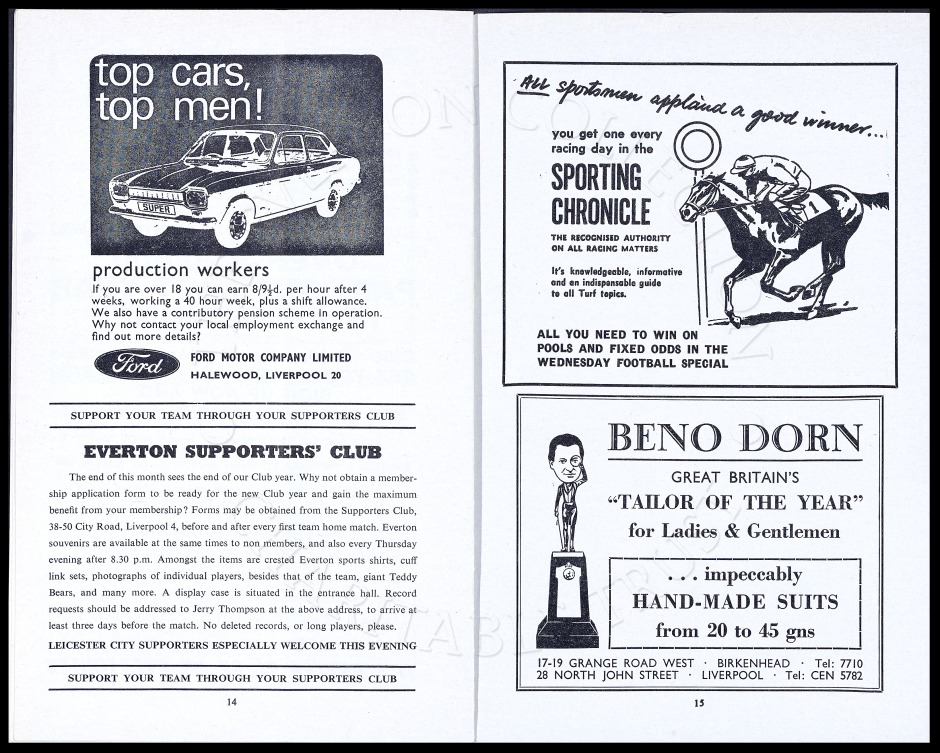 top cars,
top men!
SUPER
production workers
If you are over 18 you can earn 8/9½d. per hour after 4
weeks, working a 40 hour week, plus a shift allowance.
We also have a contributory pension scheme in operation.
Why not contact your local employment exchange and
find out more details?
Ford
FORD MOTOR COMPANY LIMITED
HALEWOOD, LIVERPOOL 20
SUPPORT YOUR TEAM THROUGH YOUR SUPPORTERS CLUB
EVERTON SUPPORTERS' CLUB
The end of this month sees the end of our Club year. Why not obtain a member-
ship application form to be ready for the new Club year and gain the maximum
benefit from your membership? Forms may be obtained from the Supporters Club,
38-50 City Road, Liverpool 4, before and after every first team home match. Everton
souvenirs are available at the same times to non members, and also every Thursday
evening after 8.30 p.m. Amongst the items are crested Everton sports shirts, cuff
link sets, photographs of individual players, besides that of the team, giant Teddy
Bears, and many more. A display case is situated in the entrance hall. Record
requests should be addressed to Jerry Thompson at the above address, to arrive at
least three days before the match. No deleted records, or long players, please.
LEICESTER CITY SUPPORTERS ESPECIALLY WELCOME THIS EVENING
SUPPORT YOUR TEAM THROUGH YOUR SUPPORTERS CLUB
14
ALL sportsmen applaud a good winner...
you get one every
racing day in the
SPORTING
CHRONICLE
THE RECOGNISED AUTHORITY
ON ALL RACING MATTERS
It's knowledgeable, informative
and an indispensable guide
to all Turf topics.
ALL YOU NEED TO WIN ON
POOLS AND FIXED ODDS IN THE
WEDNESDAY FOOTBALL SPECIAL
BENO DORN
GREAT BRITAIN'S
"TAILOR OF THE YEAR"
for Ladies & Gentlemen
. . . impeccably
HAND-MADE SUITS
from 20 to 45 gns
17-19 GRANGE ROAD WEST · BIRKENHEAD · Tel: 7710
28 NORTH JOHN STREET · LIVERPOOL · Tel: CEN 5782
15